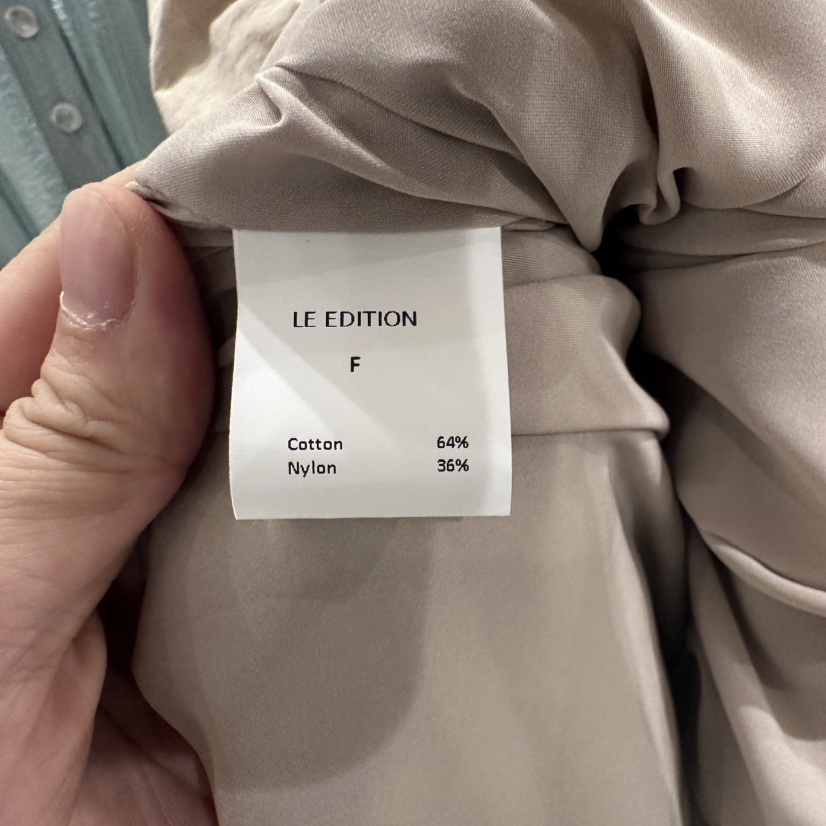 LE EDITION
F
Cotton 64%
Nylon 36%